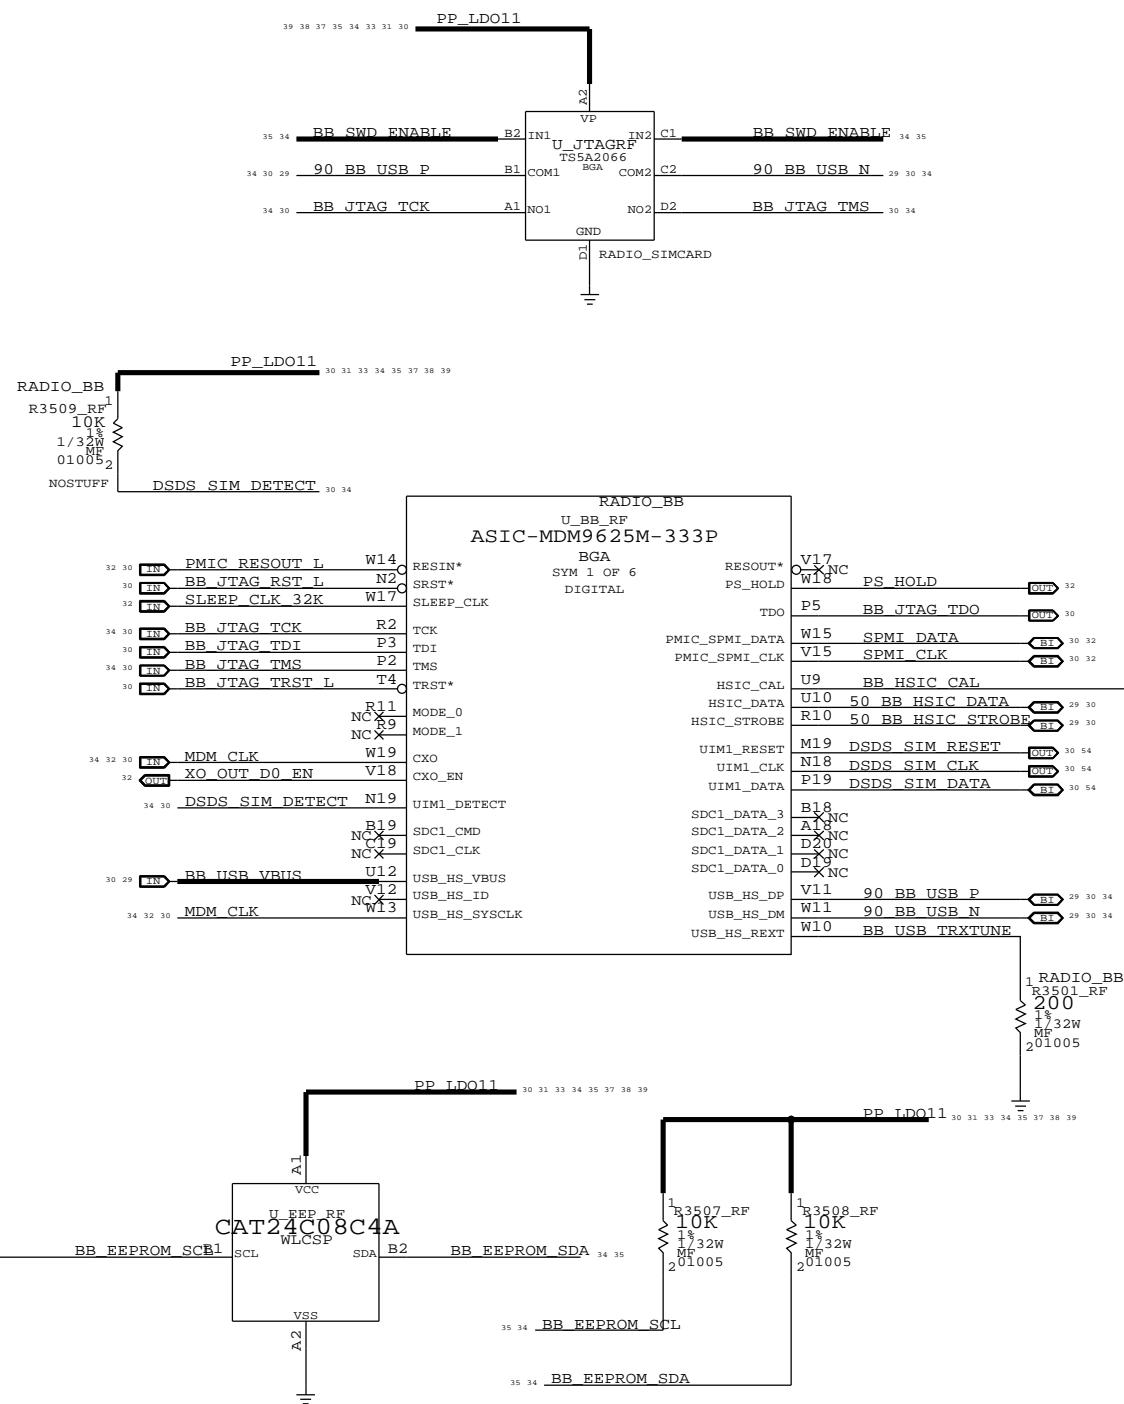 PP_LDO11
39 38 37 35 34 33 31 30
A2
VP
35 34 BB_SWD_ENABLE B2 IN1 IN2 C1 BB_SWD_ENABLE 34 35
U_JTAGRF
TS5A2066
BGA
34 30 29 90_BB_USB_P B1 COM1 COM2 C2 90_BB_USB_N 29 30 34
34 30 BB_JTAG_TCK A1 NO1 NO2 D2 BB_JTAG_TMS 30 34
GND
D1
RADIO_SIMCARD
PP_LDO11 30 31 33 34 35 37 38 39
RADIO_BB
1
R3509_RF
10K
1%
1/32W
MF
01005
2
NOSTUFF
DSDS_SIM_DETECT 30 34
RADIO_BB
U_BB_RF
ASIC-MDM9625M-333P
BGA
SYM 1 OF 6
DIGITAL
32 30 IN PMIC_RESOUT_L W14 RESIN*
30 IN BB_JTAG_RST_L N2 SRST*
32 IN SLEEP_CLK_32K W17 SLEEP_CLK
34 30 IN BB_JTAG_TCK R2 TCK
30 IN BB_JTAG_TDI P3 TDI
34 30 IN BB_JTAG_TMS P2 TMS
30 IN BB_JTAG_TRST_L T4 TRST*
NC R11 MODE_0
NC R9 MODE_1
34 32 30 IN MDM_CLK W19 CXO
32 OUT XO_OUT_D0_EN V18 CXO_EN
34 30 DSDS_SIM_DETECT N19 UIM1_DETECT
NC B19 SDC1_CMD
NC C19 SDC1_CLK
30 29 IN BB_USB_VBUS U12 USB_HS_VBUS
NC V12 USB_HS_ID
34 32 30 MDM_CLK W13 USB_HS_SYSCLK
RESOUT* V17 NC
PS_HOLD W18 PS_HOLD OUT 32
TDO P5 BB_JTAG_TDO OUT 30
PMIC_SPMI_DATA W15 SPMI_DATA BI 30 32
PMIC_SPMI_CLK V15 SPMI_CLK BI 30 32
HSIC_CAL U9 BB_HSIC_CAL
HSIC_DATA U10 50_BB_HSIC_DATA BI 29 30
HSIC_STROBE R10 50_BB_HSIC_STROBE BI 29 30
UIM1_RESET M19 DSDS_SIM_RESET OUT 30 54
UIM1_CLK N18 DSDS_SIM_CLK OUT 30 54
UIM1_DATA P19 DSDS_SIM_DATA BI 30 54
SDC1_DATA_3 B18 NC
SDC1_DATA_2 A18 NC
SDC1_DATA_1 D20 NC
SDC1_DATA_0 D19 NC
USB_HS_DP V11 90_BB_USB_P BI 29 30 34
USB_HS_DM W11 90_BB_USB_N BI 29 30 34
USB_HS_REXT W10 BB_USB_TRXTUNE
1 RADIO_BB
R3501_RF
200
1%
1/32W
MF
2 01005
PP_LDO11 30 31 33 34 35 37 38 39
A1
VCC
U_EEP_RF
CAT24C08C4A
WLCSP
BB_EEPROM_SCL B1 SCL SDA B2 BB_EEPROM_SDA 34 35
VSS
A2
PP_LDO11 30 31 33 34 35 37 38 39
1 R3507_RF
10K
1%
1/32W
MF
2 01005
1 R3508_RF
10K
1%
1/32W
MF
2 01005
35 34 BB_EEPROM_SCL
35 34 BB_EEPROM_SDA